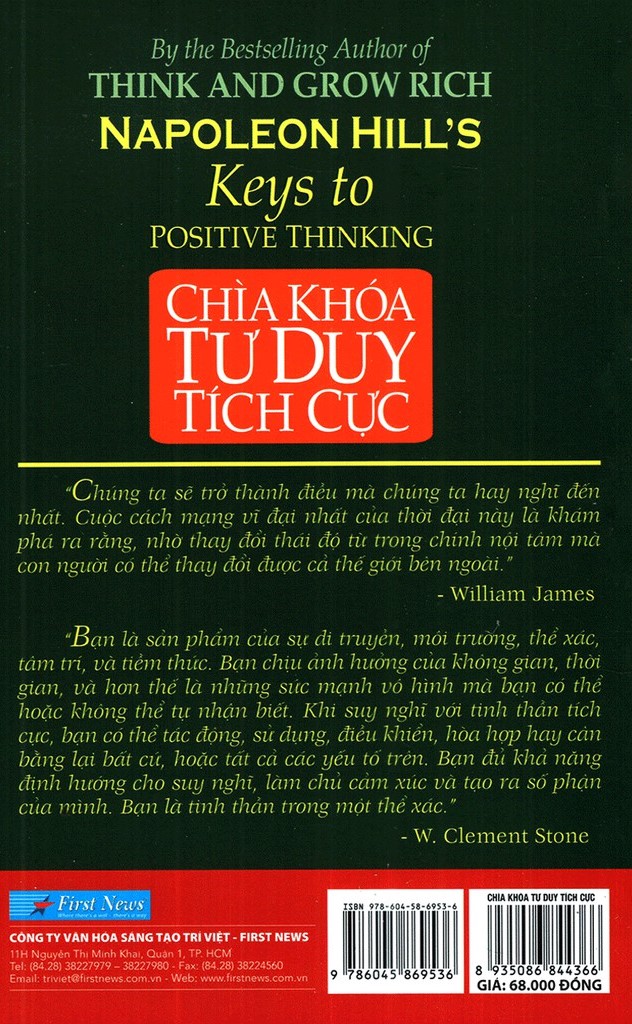 By the Bestselling Author of
THINK AND GROW RICH
NAPOLEON HILL'S
Keys to
POSITIVE THINKING
CHÌA KHÓA
TƯ DUY
TÍCH CỰC
"Chúng ta sẽ trở thành điều mà chúng ta hay nghĩ đến
nhất. Cuộc cách mạng vĩ đại nhất của thời đại này là khám
phá ra rằng, nhờ thay đổi thái độ từ trong chính nội tâm mà
con người có thể thay đổi được cả thế giới bên ngoài."
- William James
"Bạn là sản phẩm của sự di truyền, môi trường, thể xác,
tâm trí, và tiềm thức. Bạn chịu ảnh hưởng của không gian, thời
gian, và hơn thế là những sức mạnh vô hình mà bạn có thể
hoặc không thể tự nhận biết. Khi suy nghĩ với tinh thần tích
cực, bạn có thể tác động, sử dụng, điều khiển, hòa hợp hay cân
bằng lại bất cứ, hoặc tất cả các yếu tố trên. Bạn đủ khả năng
định hướng cho suy nghĩ, làm chủ cảm xúc và tạo ra số phận
của mình. Bạn là tinh thần trong một thể xác."
- W. Clement Stone
First News
Where there's a will - there's a way
CÔNG TY VĂN HÓA SÁNG TẠO TRÍ VIỆT - FIRST NEWS
11H Nguyễn Thị Minh Khai, Quận 1, TP. HCM
Tel: (84.28) 38227979 – 38227980 - Fax: (84.28) 38224560
Email: triviet@firstnews.com.vn - Web: www.firstnews.com.vn
ISBN 978-604-58-6953-6
9 786045 869536
CHIA KHOA TU DUY TICH CUC
8 935086 844366
GIÁ: 68.000 ĐỒNG